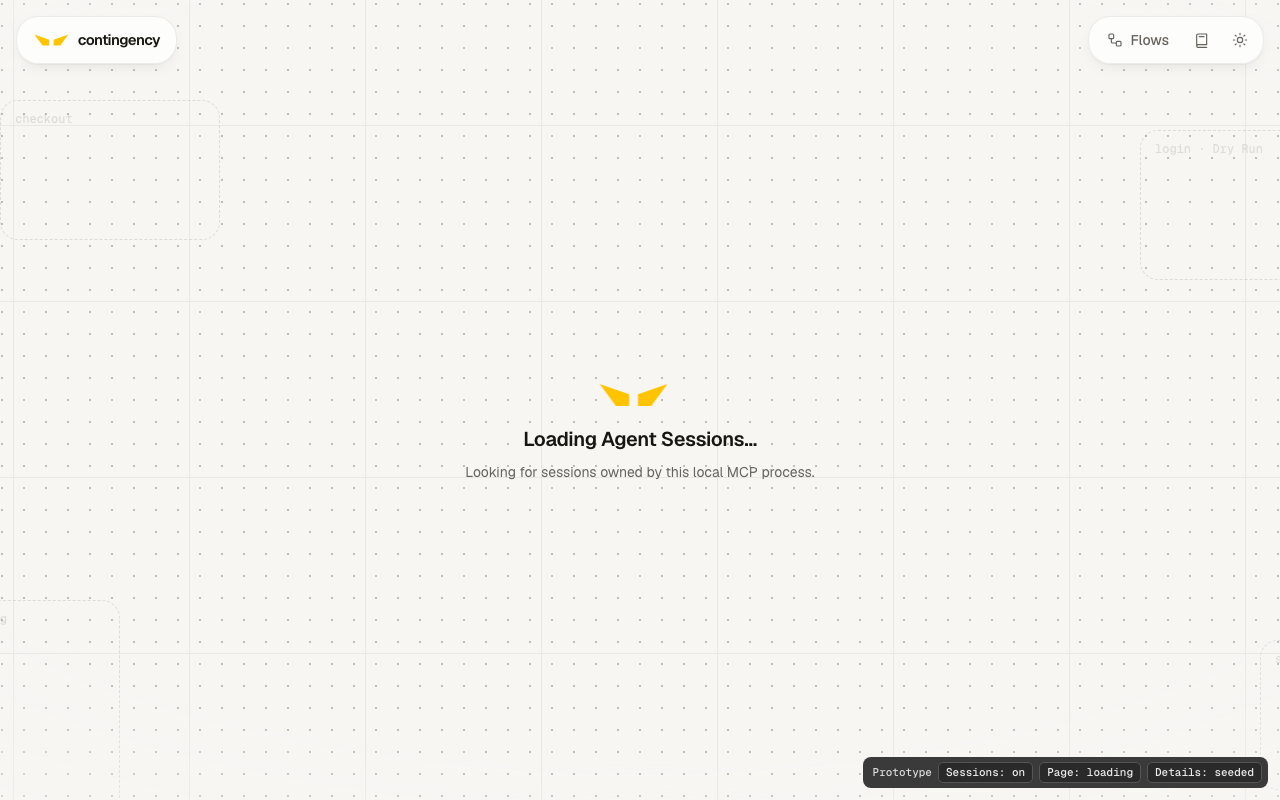 contingency
Flows
checkout
login · Dry Run
Loading Agent Sessions...
Looking for sessions owned by this local MCP process.
Prototype Sessions: on Page: loading Details: seeded